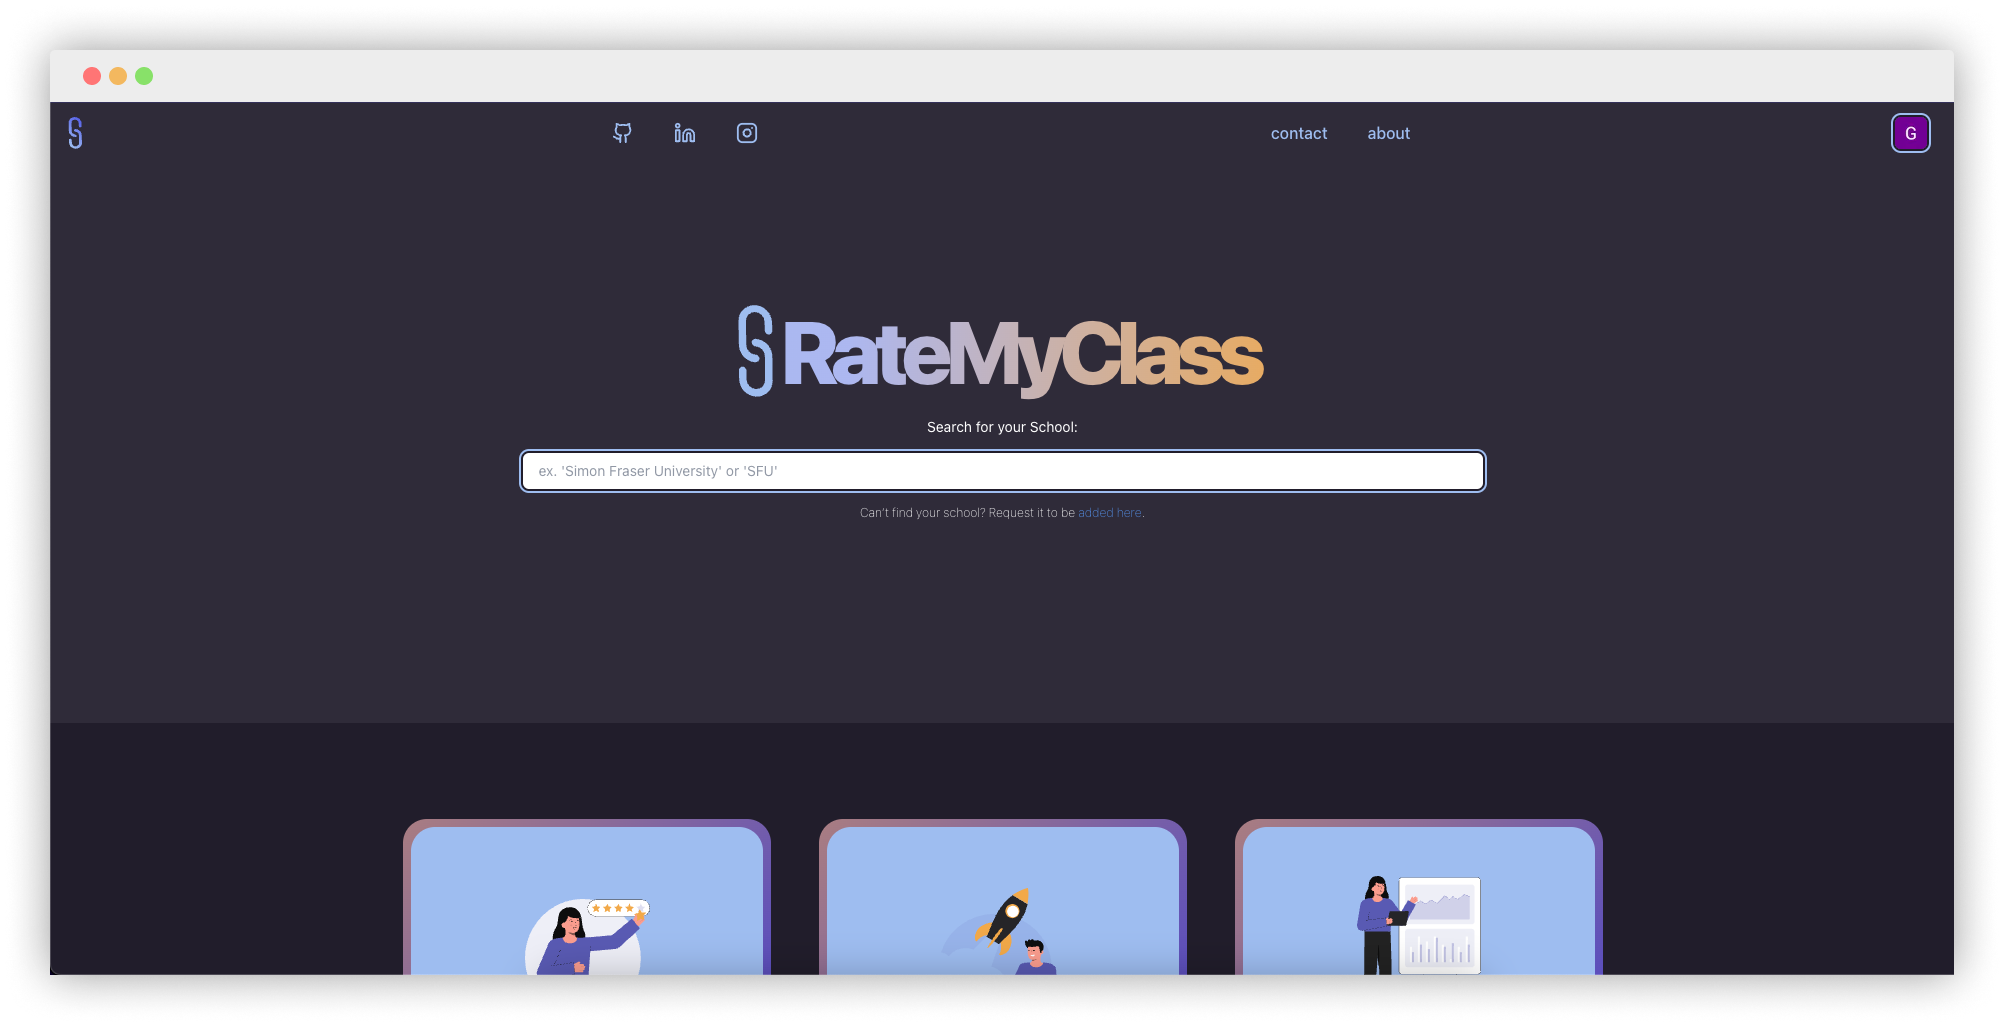 contact about
G
RateMyClass
Search for your School:
ex. 'Simon Fraser University' or 'SFU'
Can't find your school? Request it to be added here.